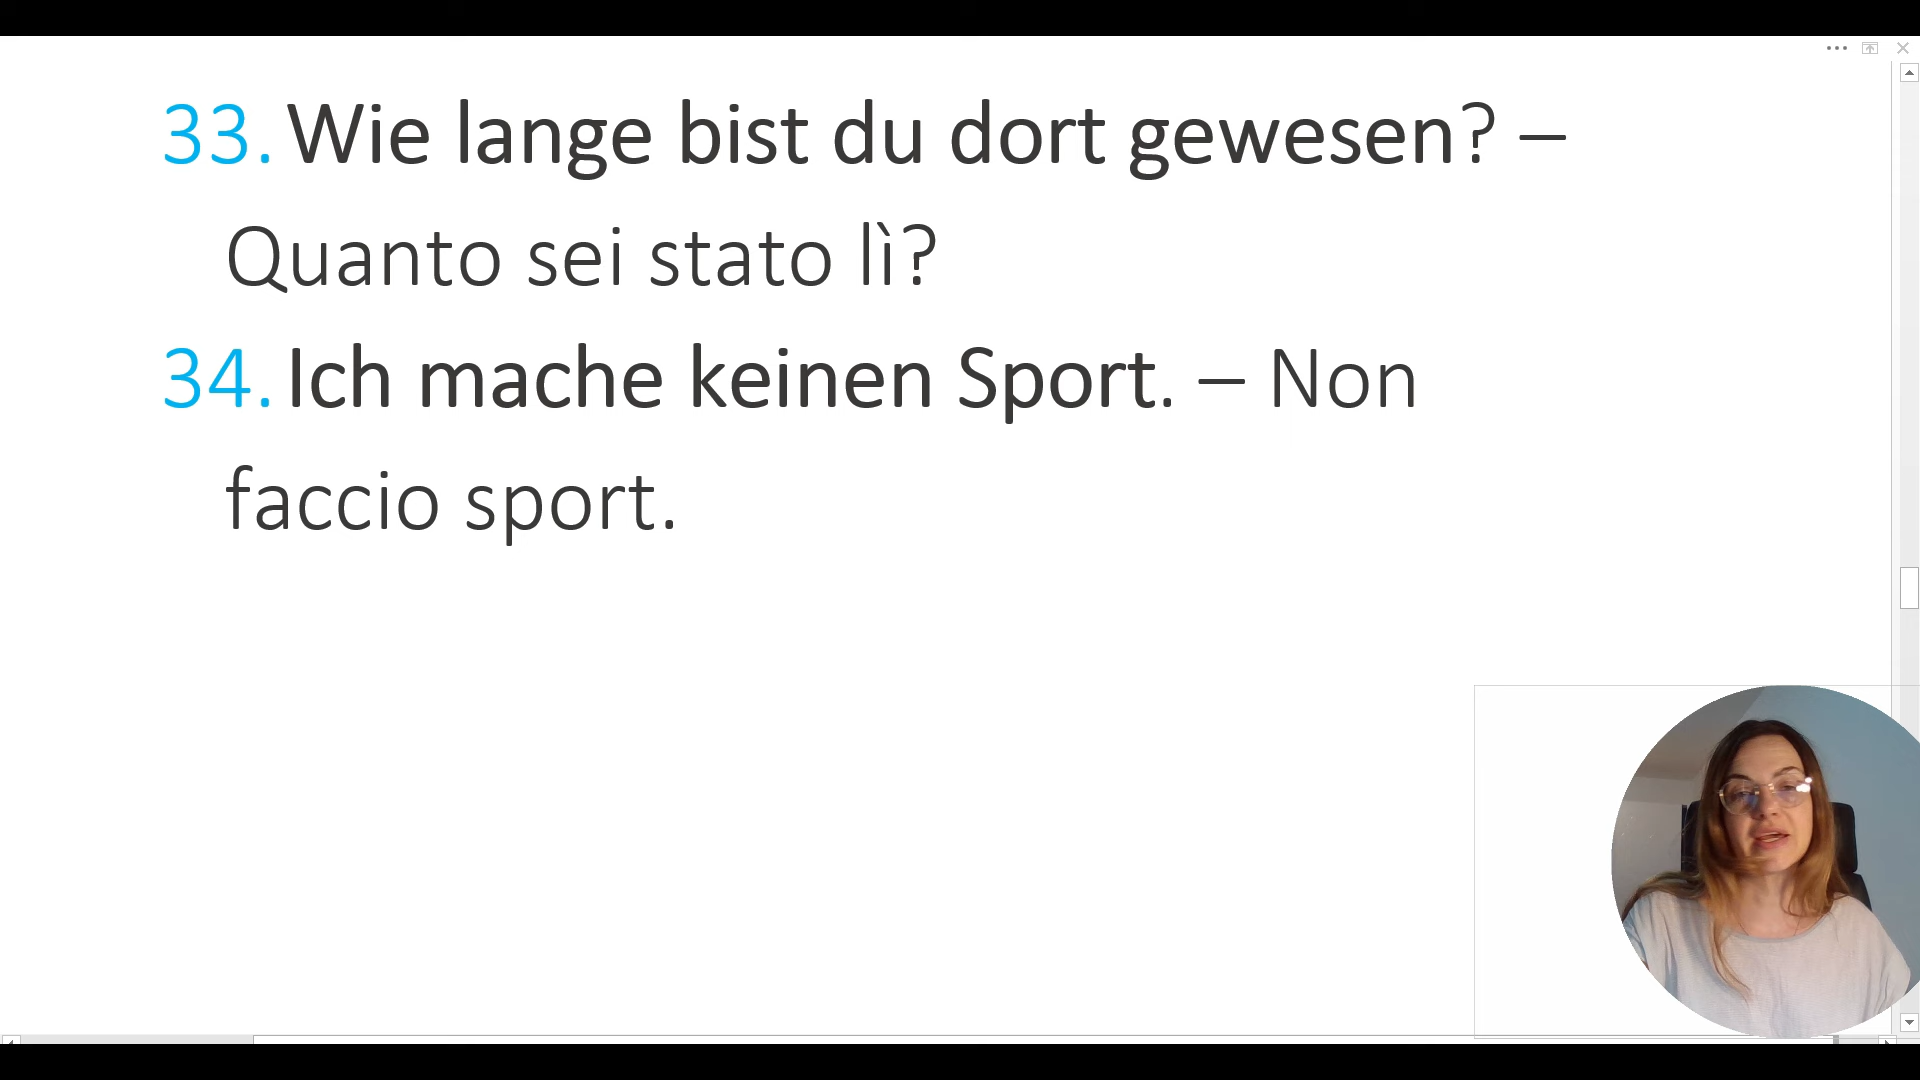 33. Wie lange bist du dort gewesen? –
Quanto sei stato lì?
34. Ich mache keinen Sport. – Non
faccio sport.